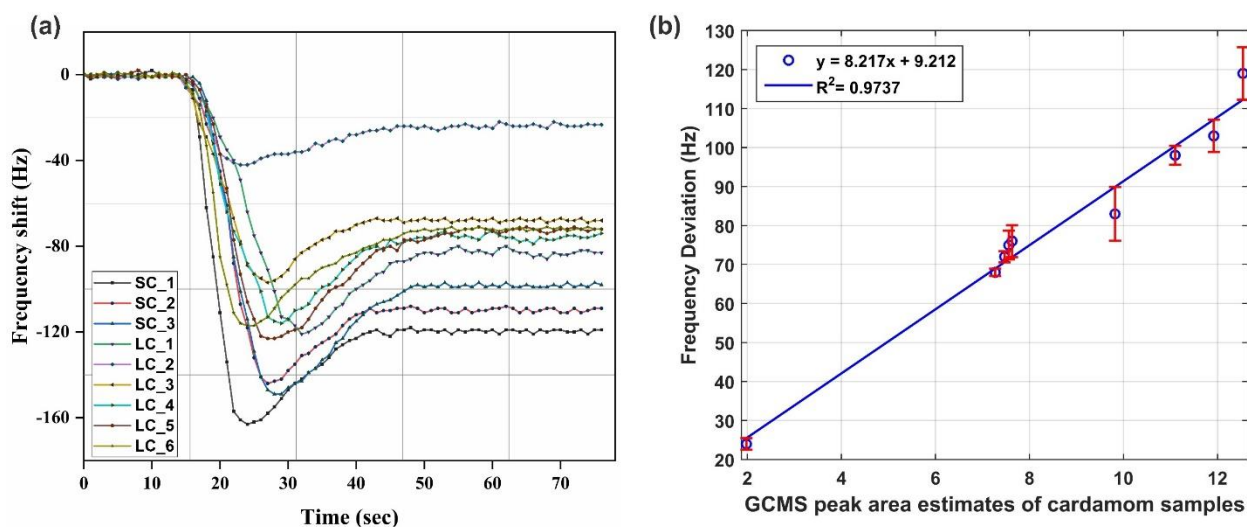 (a)
0
-40
-80
-120
-160
Frequency shift (Hz)
SC_1
SC_2
SC_3
LC_1
LC_2
LC_3
LC_4
LC_5
LC_6
0 10 20 30 40 50 60 70
Time (sec)
(b)
130
120
110
100
90
80
70
60
50
40
30
20
Frequency Deviation (Hz)
y = 8.217x + 9.212
R²= 0.9737
2 4 6 8 10 12
GCMS peak area estimates of cardamom samples